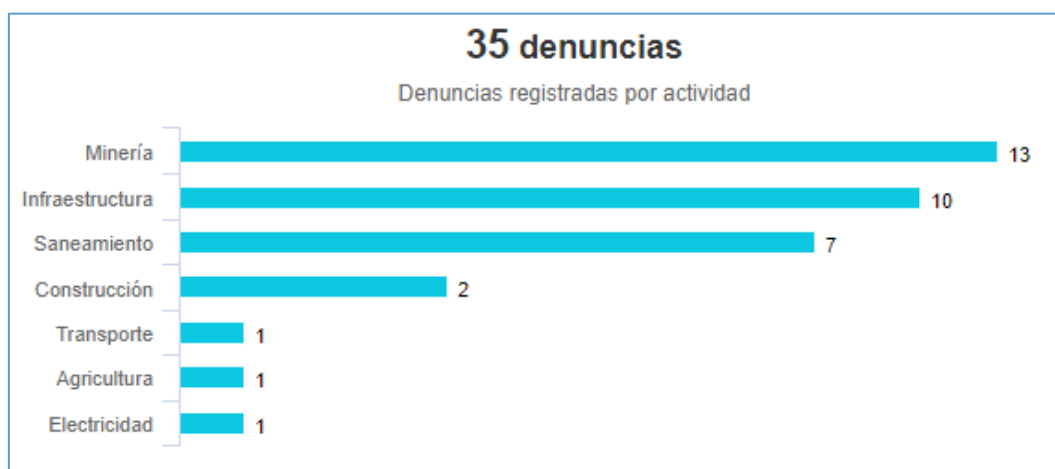 35 denuncias
Denuncias registradas por actividad
Minería 13
Infraestructura 10
Saneamiento 7
Construcción 2
Transporte 1
Agricultura 1
Electricidad 1